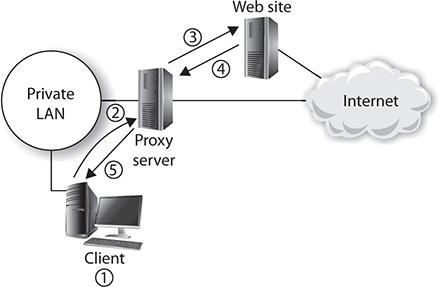 Web site
③
④
Private
LAN
②
Internet
Proxy
server
⑤
Client
①